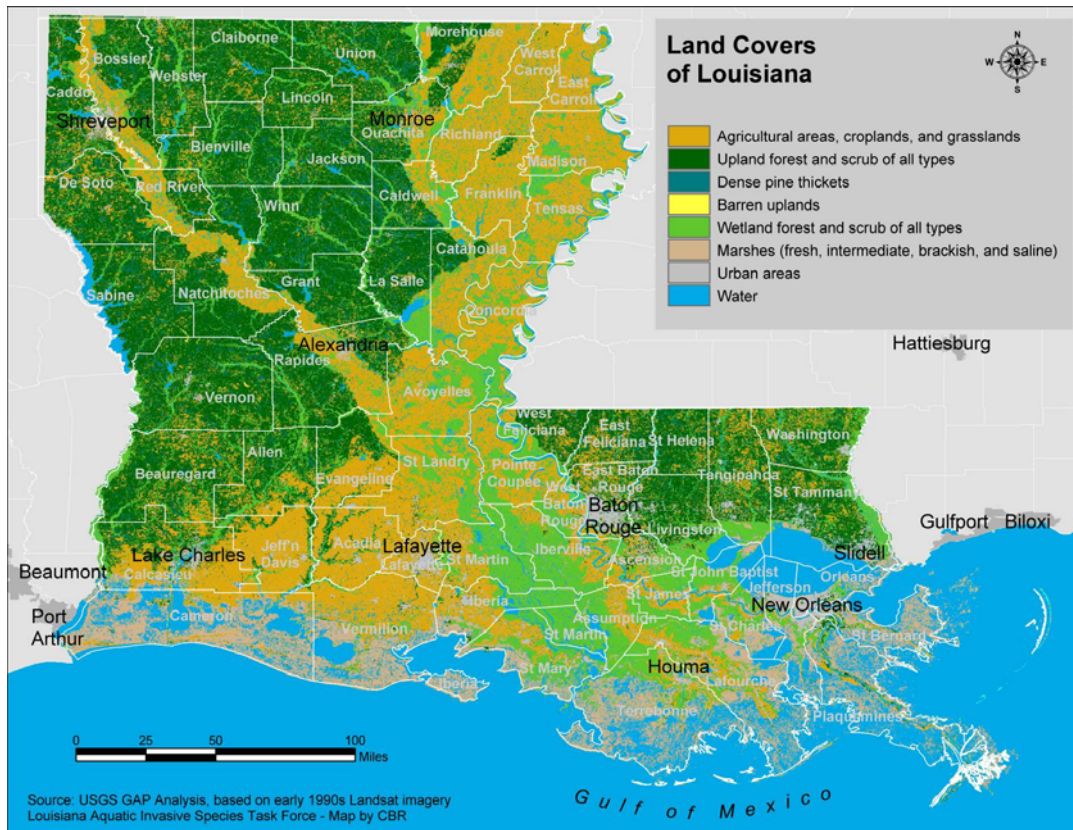 Land Covers
of Louisiana
N
W
E
S
Agricultural areas, croplands, and grasslands
Upland forest and scrub of all types
Dense pine thickets
Barren uplands
Wetland forest and scrub of all types
Marshes (fresh, intermediate, brackish, and saline)
Urban areas
Water
Morehouse
Claiborne
Union
Bossier
Webster
West
Carroll
East
Carroll
Caddo
Lincoln
Shreveport
Monroe
Ouachita
Richland
Bienville
Jackson
Madison
De Soto
Red River
Caldwell
Franklin
Winn
Tensas
Catahoula
Sabine
Natchitoches
Grant
La Salle
Concordia
Alexandria
Rapides
Hattiesburg
Vernon
Avoyelles
West
Feliciana
East
Feliciana
St Helena
Washington
Allen
Beauregard
Evangeline
St Landry
Pointe
Coupee
East Baton
Rouge
Tangipahoa
St Tammany
West
Baton
Rouge
Baton
Rouge
Livingston
Gulfport
Biloxi
Lake Charles
Jeff'n
Davis
Acadia
Lafayette
Lafayette
St Martin
Iberville
Ascension
Slidell
Beaumont
Calcasieu
St John Baptist
Jefferson
Orleans
Port
Arthur
Cameron
Vermilion
Iberia
St James
Assumption
New Orleans
St Charles
St Bernard
St Martin
St Mary
Houma
Lafourche
Iberia
Terrebonne
Plaquemines
0
25
50
100
Miles
Gulf of Mexico
Source: USGS GAP Analysis, based on early 1990s Landsat imagery
Louisiana Aquatic Invasive Species Task Force - Map by CBR